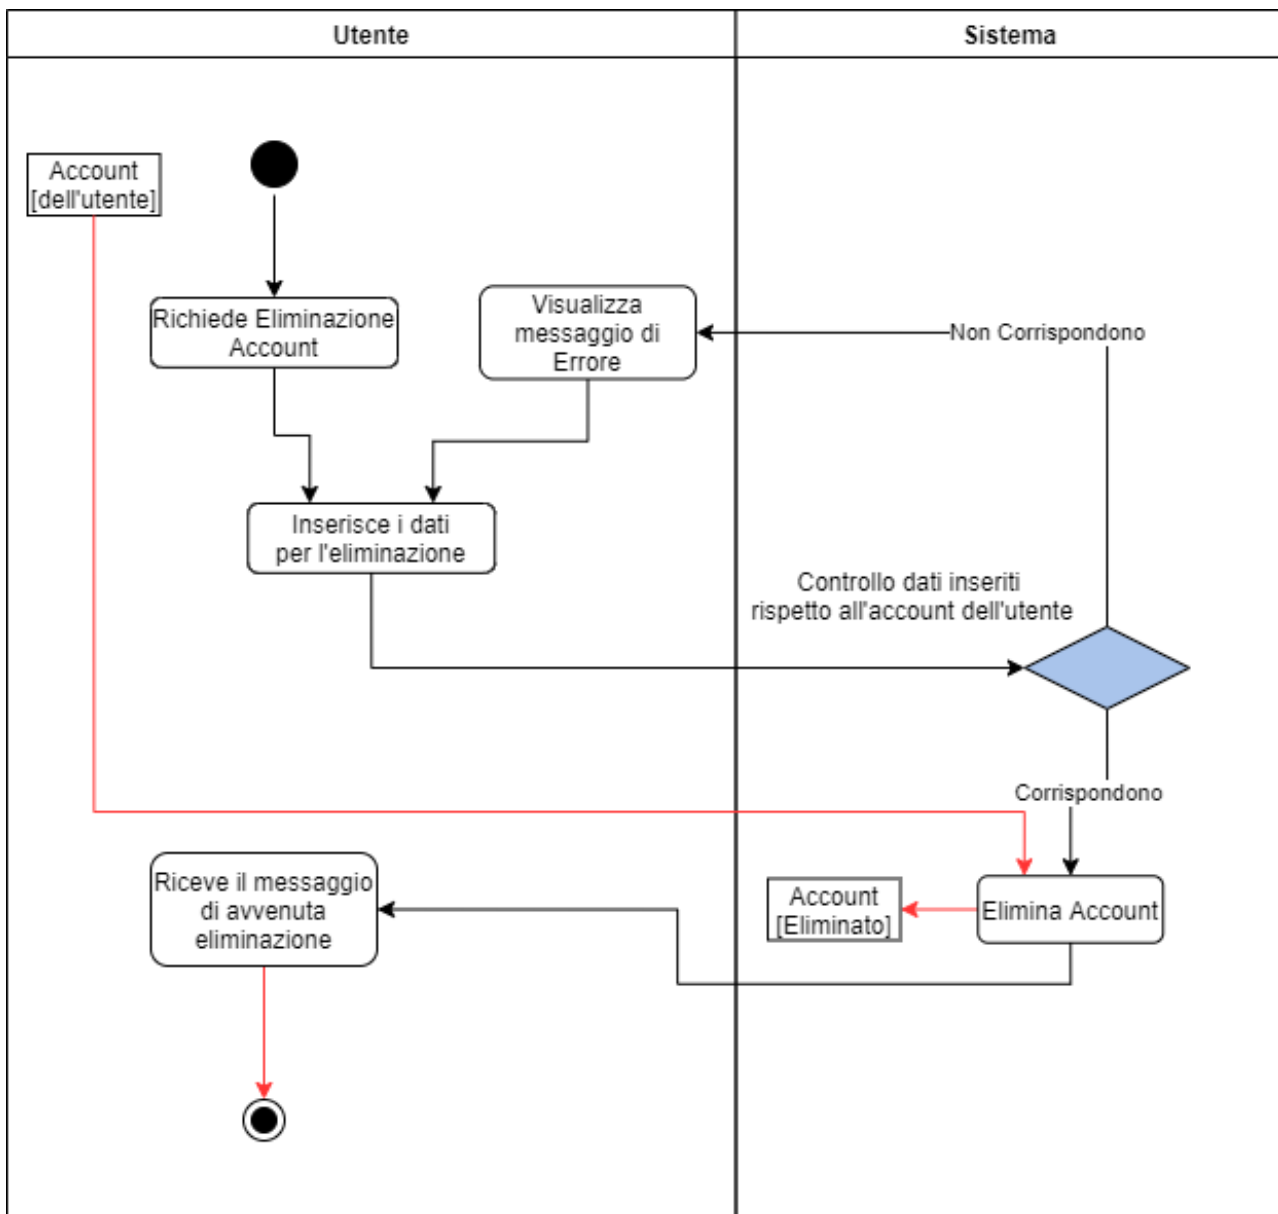 Utente
Sistema
Account
[dell'utente]
Richiede Eliminazione
Account
Visualizza
messaggio di
Errore
Non Corrispondono
Inserisce i dati
per l'eliminazione
Controllo dati inseriti
rispetto all'account dell'utente
Corrispondono
Riceve il messaggio
di avvenuta
eliminazione
Account
[Eliminato]
Elimina Account